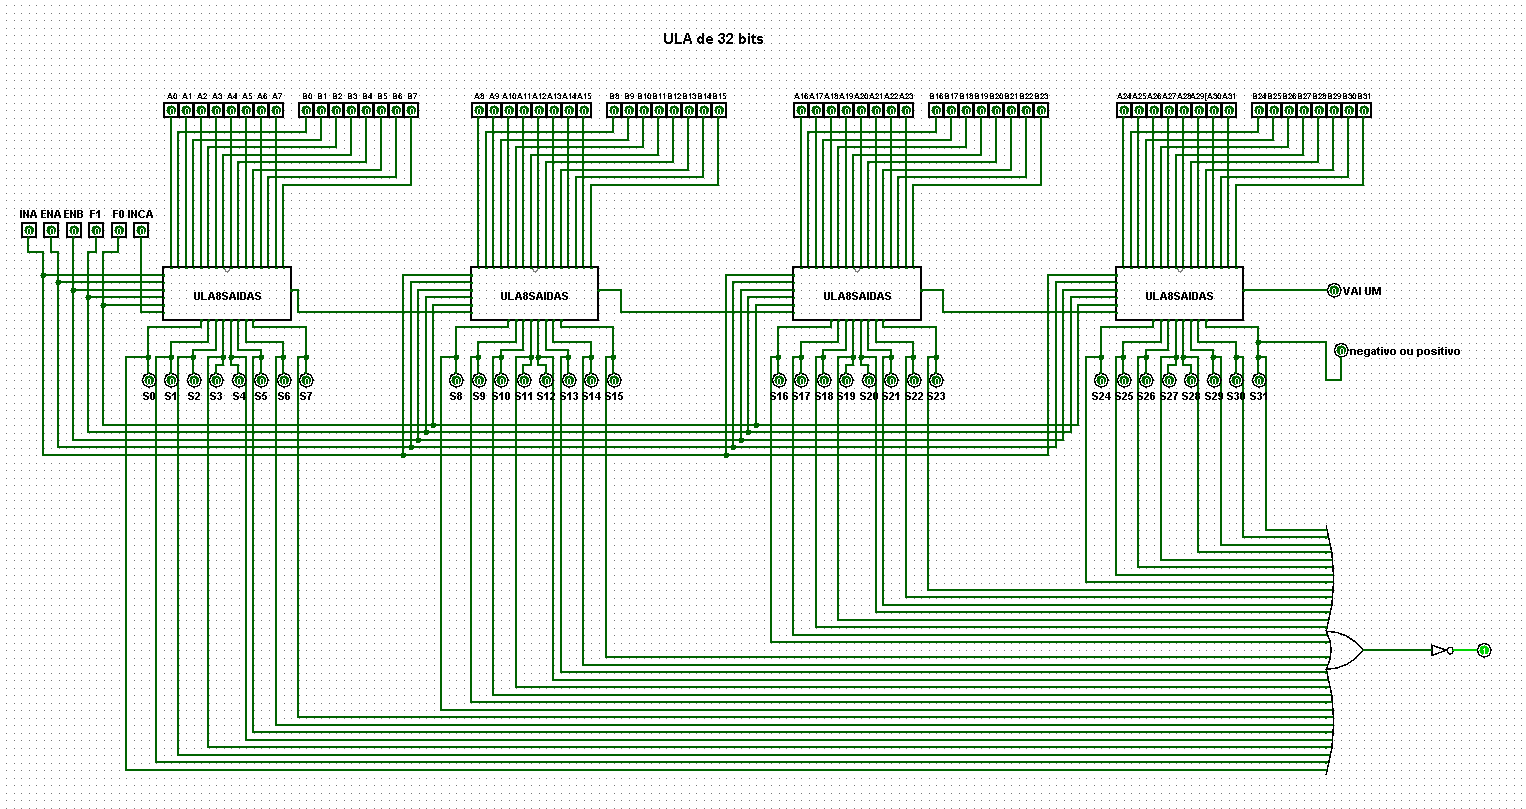 ULA de 32 bits
A0 A1 A2 A3 A4 A5 A6 A7 B0 B1 B2 B3 B4 B5 B6 B7 A8 A9 A10 A11 A12 A13 A14 A15 B8 B9 B10 B11 B12 B13 B14 B15 A16 A17 A18 A19 A20 A21 A22 A23 B16 B17 B18 B19 B20 B21 B22 B23 A24 A25 A26 A27 A28 A29 A30 A31 B24 B25 B26 B27 B28 B29 B30 B31
INA ENA ENB F1 F0 INCA
ULA8SAIDAS ULA8SAIDAS ULA8SAIDAS ULA8SAIDAS
VAI UM
negativo ou positivo
S0 S1 S2 S3 S4 S5 S6 S7 S8 S9 S10 S11 S12 S13 S14 S15 S16 S17 S18 S19 S20 S21 S22 S23 S24 S25 S26 S27 S28 S29 S30 S31
1